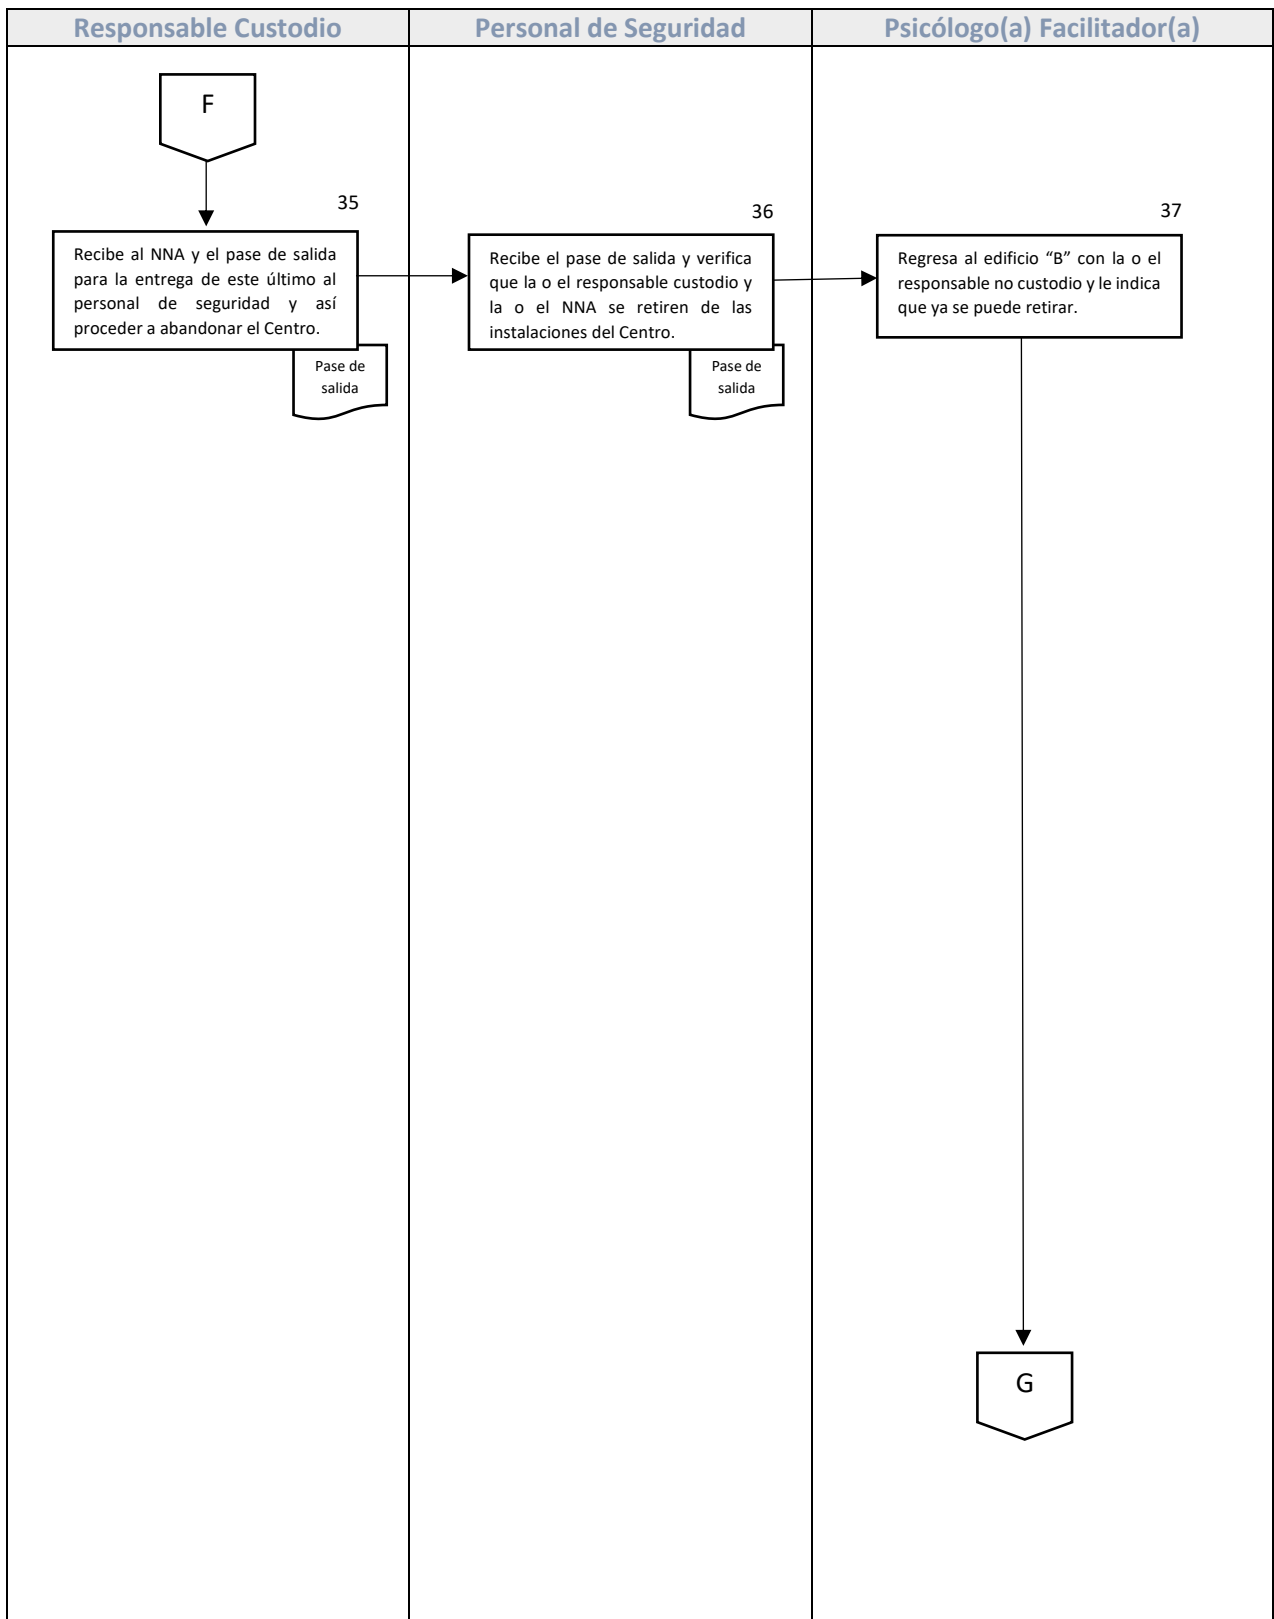 Responsable Custodio
Personal de Seguridad
Psicólogo(a) Facilitador(a)
F
35
Recibe al NNA y el pase de salida
para la entrega de este último al
personal de seguridad y así
proceder a abandonar el Centro.
Pase de
salida
36
Recibe el pase de salida y verifica
que la o el responsable custodio y
la o el NNA se retiren de las
instalaciones del Centro.
Pase de
salida
37
Regresa al edificio “B” con la o el
responsable no custodio y le indica
que ya se puede retirar.
G